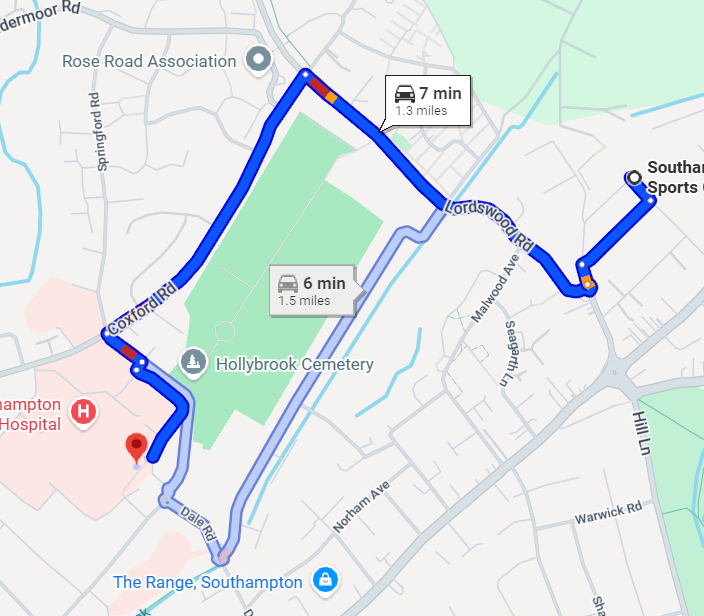 dermoor Rd
Rose Road Association
7 min
1.3 miles
Springford Rd
Southam
Sports
Lordswood Rd
6 min
1.5 miles
Malwood Ave
Coxford Rd
Seagarth Ln
Hollybrook Cemetery
hampton
Hospital
H
Hill Ln
Norham Ave
Warwick Rd
Dale Rd
The Range, Southampton
Sha
D